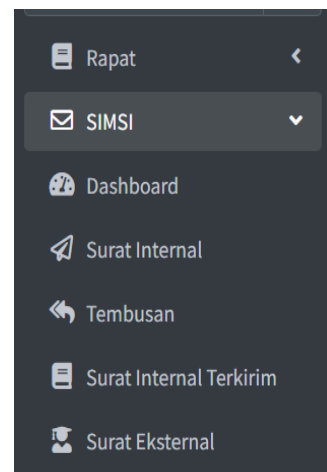 Rapat
SIMSI
Dashboard
Surat Internal
Tembusan
Surat Internal Terkirim
Surat Eksternal